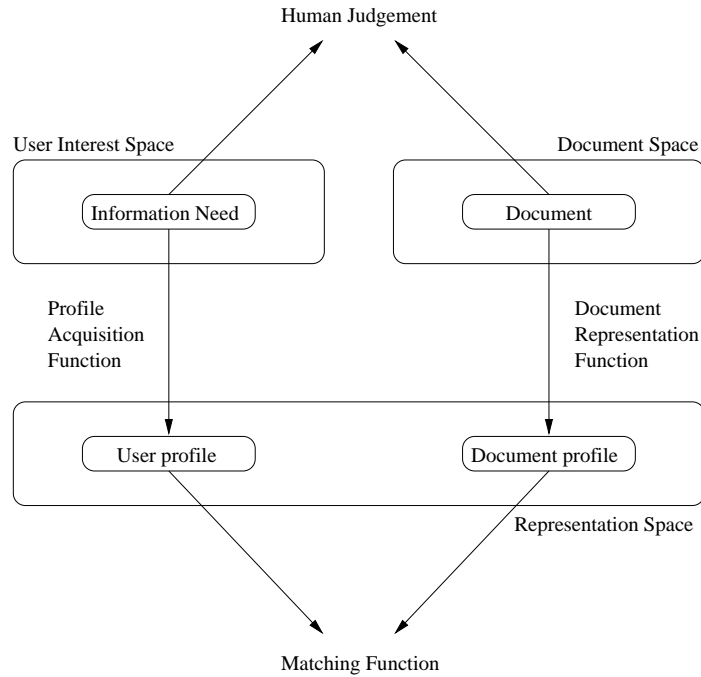 Human Judgement
User Interest Space
Document Space
Information Need
Document
Profile
Acquisition
Function
Document
Representation
Function
User profile
Document profile
Representation Space
Matching Function